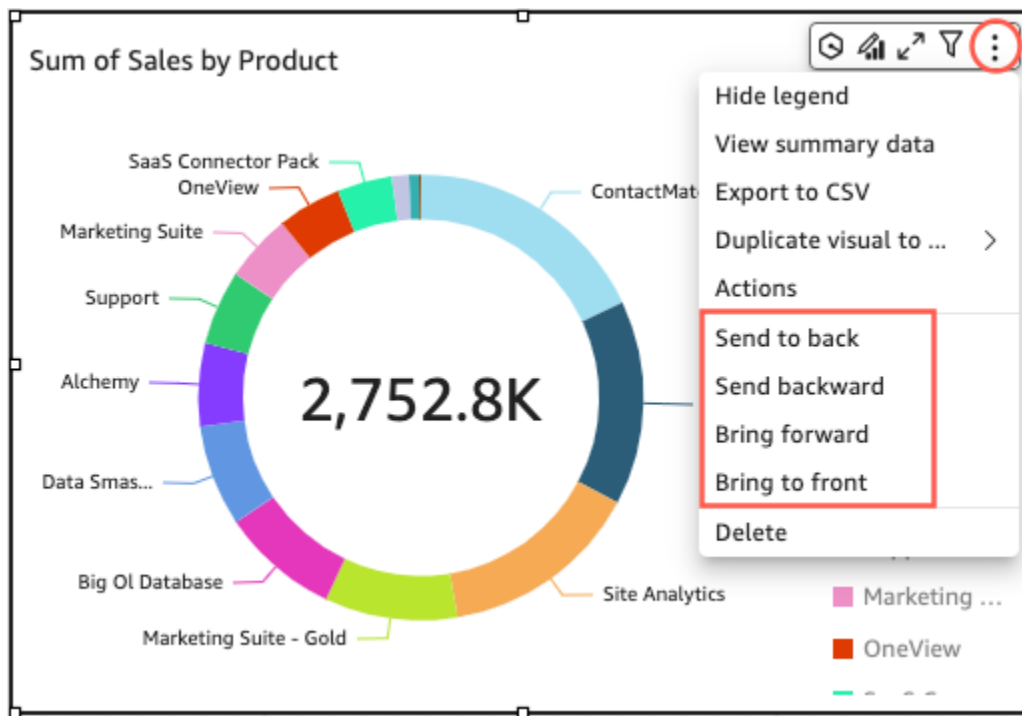 Sum of Sales by Product
Hide legend
View summary data
Export to CSV
Duplicate visual to ...
Actions
Send to back
Send backward
Bring forward
Bring to front
Delete
SaaS Connector Pack
OneView
Marketing Suite
Support
Alchemy
Data Smas...
Big Ol Database
Marketing Suite - Gold
ContactMat
Site Analytics
2,752.8K
Marketing ...
OneView